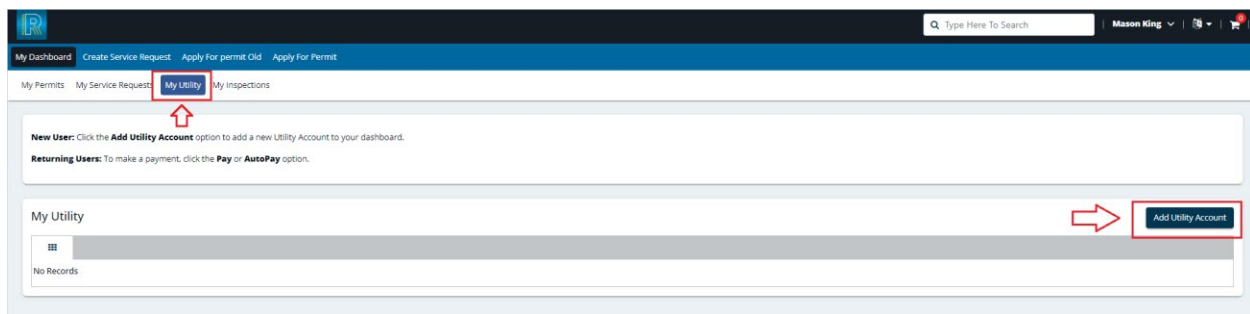 R
Type Here To Search
Mason King
0
My Dashboard Create Service Request Apply For permit Old Apply For Permit
My Permits My Service Requests My Utility My Inspections
New User: Click the Add Utility Account option to add a new Utility Account to your dashboard.
Returning Users: To make a payment, click the Pay or AutoPay option.
My Utility
Add Utility Account
No Records